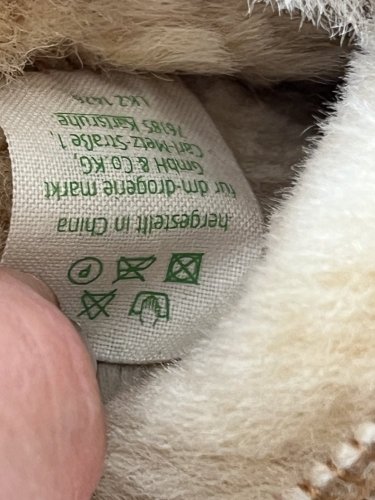 hergestellt in China
für dm-drogerie markt
GmbH & Co KG,
Carl-Metz-Straße 1,
76185 Karlsruhe